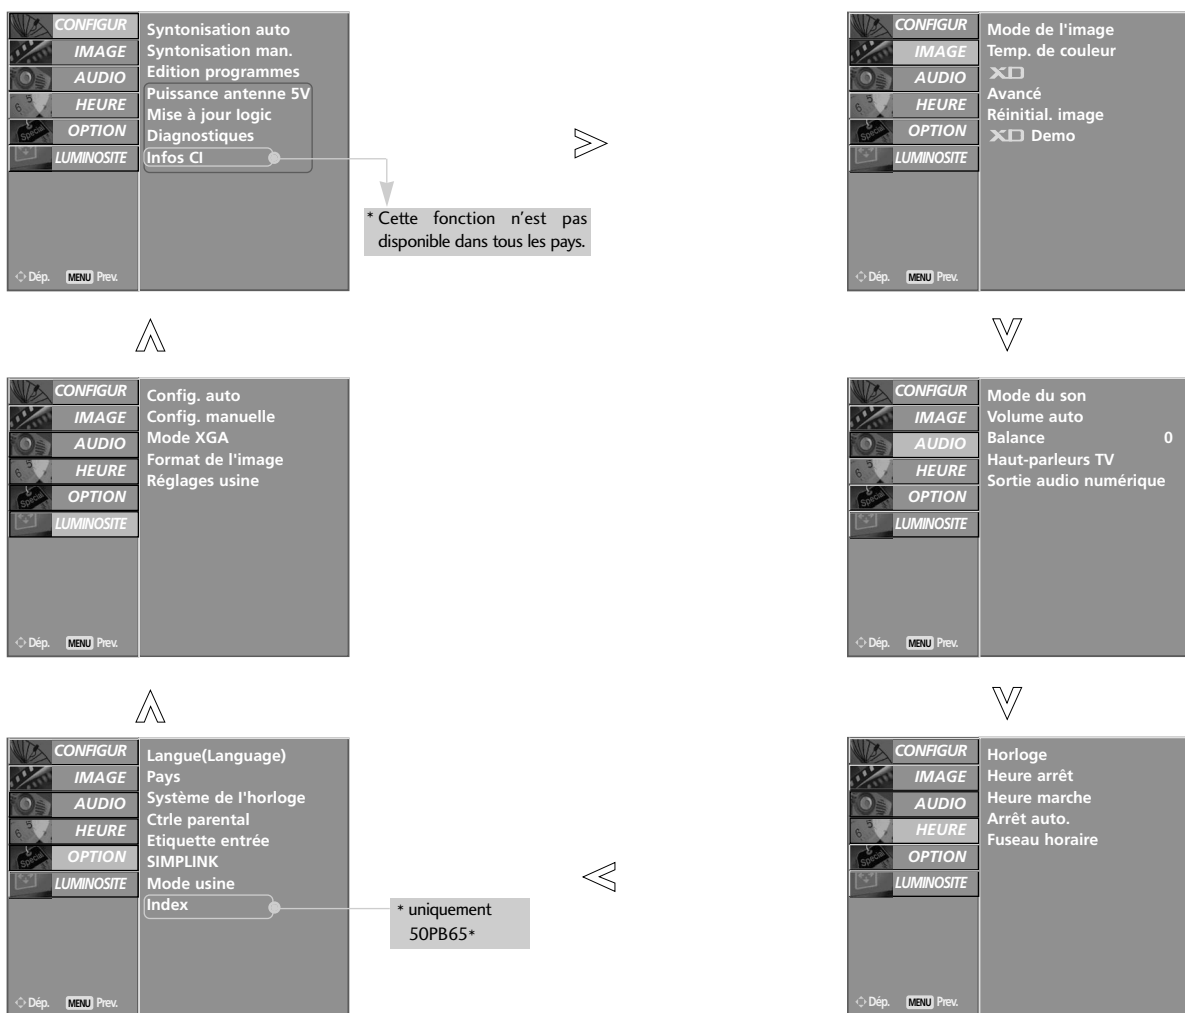 CONFIGUR
IMAGE
AUDIO
HEURE
OPTION
LUMINOSITE
Syntonisation auto
Syntonisation man.
Edition programmes
Puissance antenne 5V
Mise à jour logic
Diagnostiques
Infos CI
Dép. MENU Prev.
* Cette fonction n'est pas
disponible dans tous les pays.
CONFIGUR
IMAGE
AUDIO
HEURE
OPTION
LUMINOSITE
Mode de l'image
Temp. de couleur
XD
Avancé
Réinitial. image
XD Demo
Dép. MENU Prev.
CONFIGUR
IMAGE
AUDIO
HEURE
OPTION
LUMINOSITE
Config. auto
Config. manuelle
Mode XGA
Format de l'image
Réglages usine
Dép. MENU Prev.
CONFIGUR
IMAGE
AUDIO
HEURE
OPTION
LUMINOSITE
Mode du son
Volume auto
Balance 0
Haut-parleurs TV
Sortie audio numérique
Dép. MENU Prev.
CONFIGUR
IMAGE
AUDIO
HEURE
OPTION
LUMINOSITE
Langue(Language)
Pays
Système de l'horloge
Ctrle parental
Etiquette entrée
SIMPLINK
Mode usine
Index
Dép. MENU Prev.
* uniquement
50PB65*
CONFIGUR
IMAGE
AUDIO
HEURE
OPTION
LUMINOSITE
Horloge
Heure arrêt
Heure marche
Arrêt auto.
Fuseau horaire
Dép. MENU Prev.